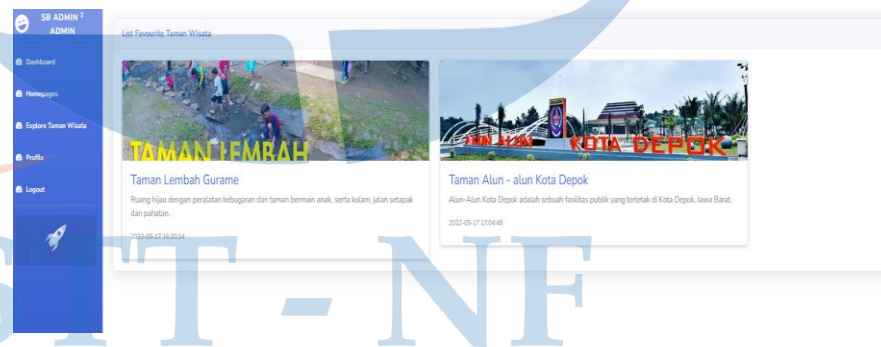 SB ADMIN 2
ADMIN
Dashboard
Homepages
Explore Taman Wisata
Profile
Logout
List Favourite Taman Wisata
TAMAN LEMBAH
Taman Lembah Gurame
Ruang hijau dengan peralatan kebugaran dan taman bermain anak, serta kolam, jalan setapak
dan pahatan.
2022-05-17 16:30:14
ALUN ALUN KOTA DEPOK
Taman Alun - alun Kota Depok
Alun-Alun Kota Depok adalah sebuah fasilitas publik yang terletak di Kota Depok, Jawa Barat.
2022-05-17 17:04:48
STT - NF